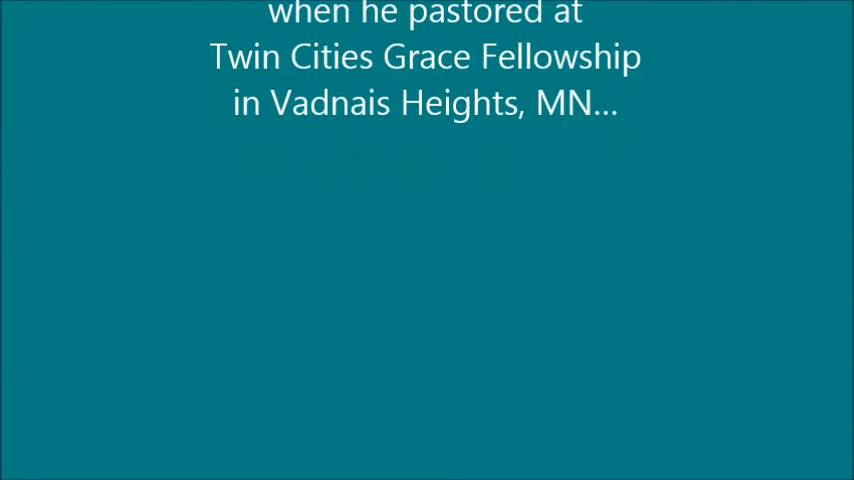 when he pastored at
Twin Cities Grace Fellowship
in Vadnais Heights, MN...